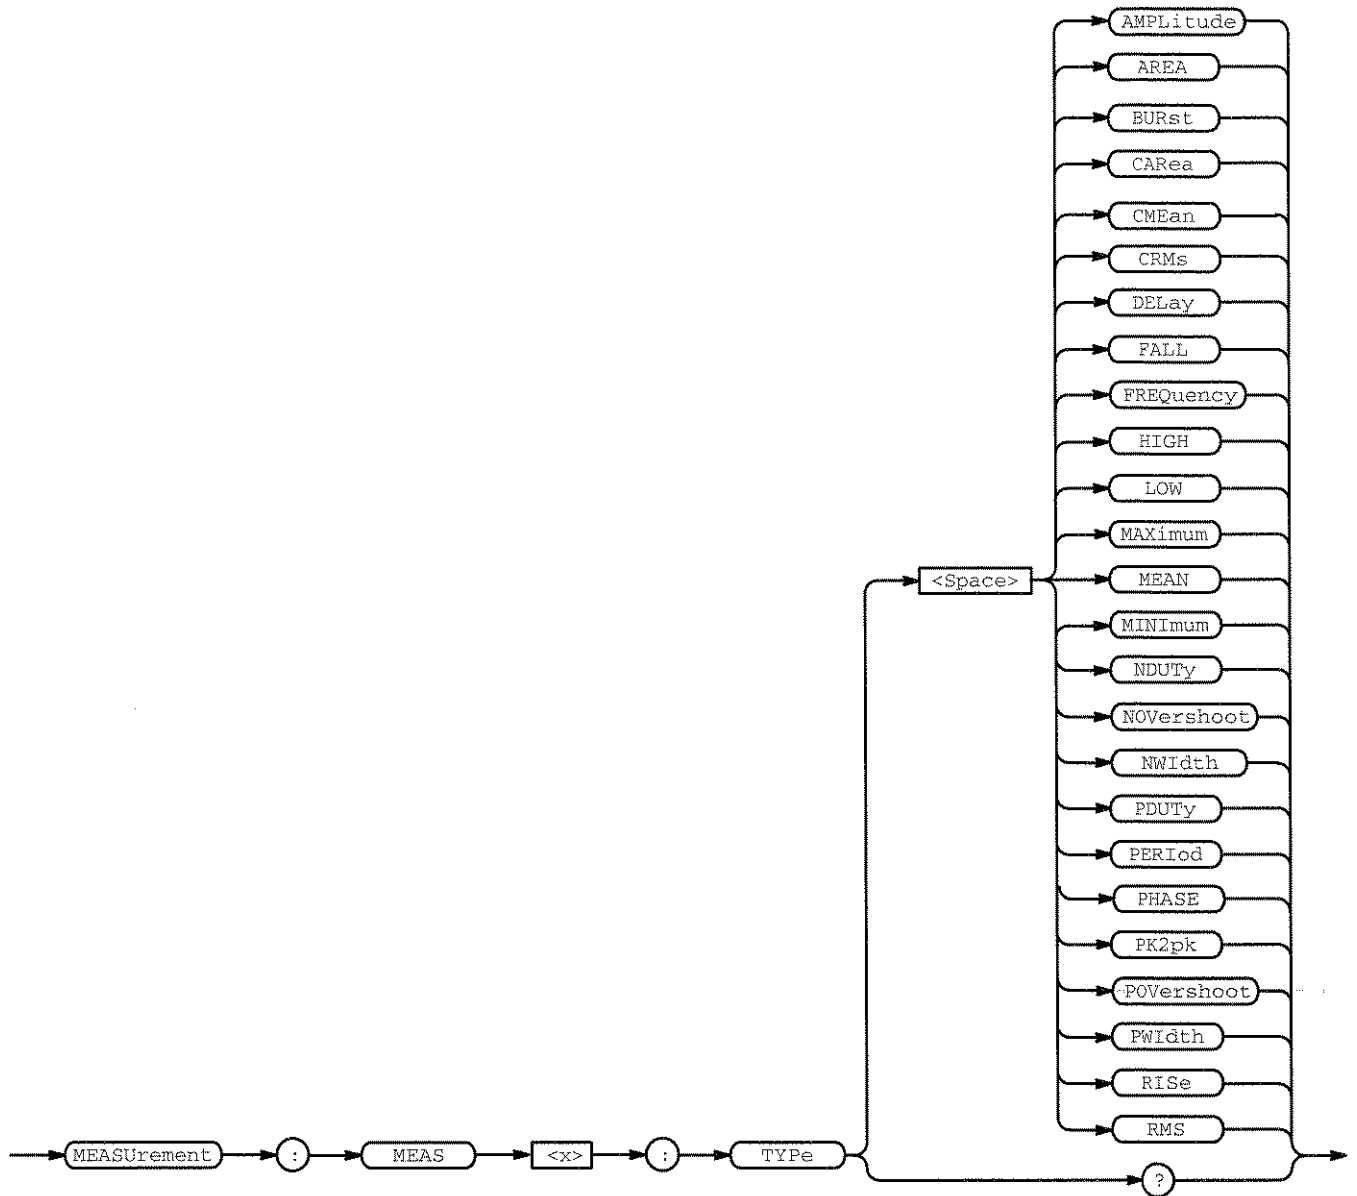 AMPLitude
AREA
BURst
CARea
CMEan
CRMs
DELay
FALL
FREQuency
HIGH
LOW
MAXimum
<Space>
MEAN
MINImum
NDUTy
NOVershoot
NWIdth
PDUTy
PERIod
PHASE
PK2pk
POVershoot
PWIdth
RISe
RMS
MEASUrement : MEAS <x> : TYPe
?